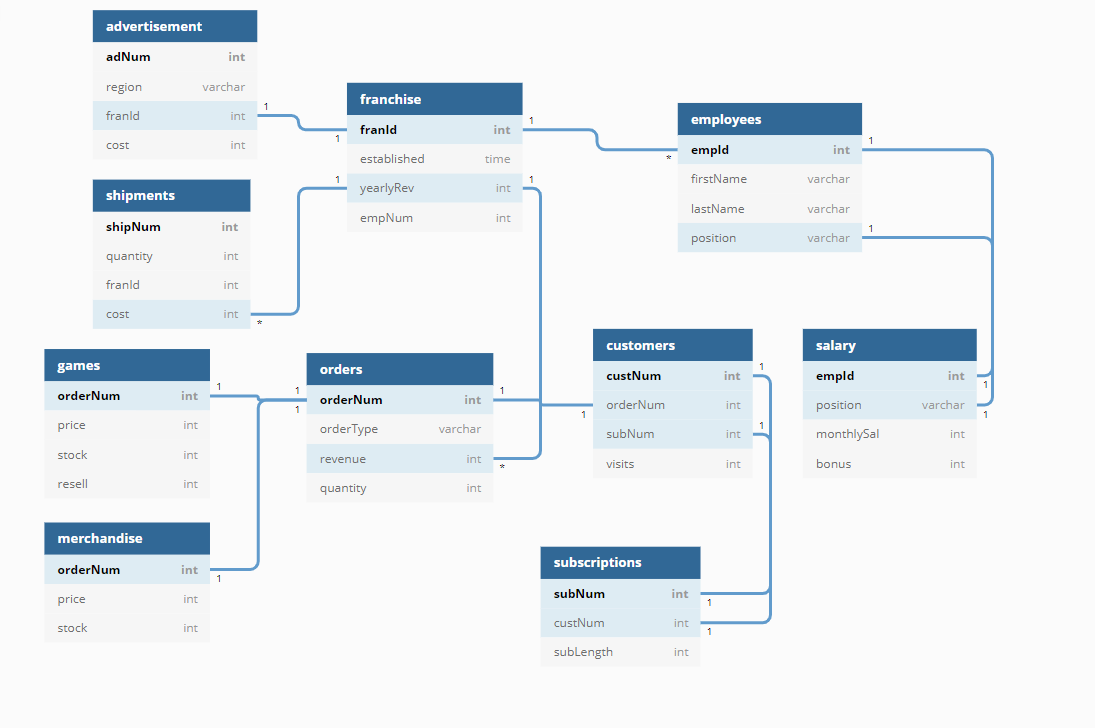 advertisement
adNum int
region varchar
franId int
cost int
1
1
franchise
franId int
established time
yearlyRev int
empNum int
1
*
1
1
employees
empId int
firstName varchar
lastName varchar
position varchar
1
1
shipments
shipNum int
quantity int
franId int
cost int
*
games
orderNum int
price int
stock int
resell int
1
1
1
orders
orderNum int
orderType varchar
revenue int
quantity int
1
*
1
customers
custNum int
orderNum int
subNum int
visits int
1
1
salary
empId int
position varchar
monthlySal int
bonus int
1
1
merchandise
orderNum int
price int
stock int
1
subscriptions
subNum int
custNum int
subLength int
1
1